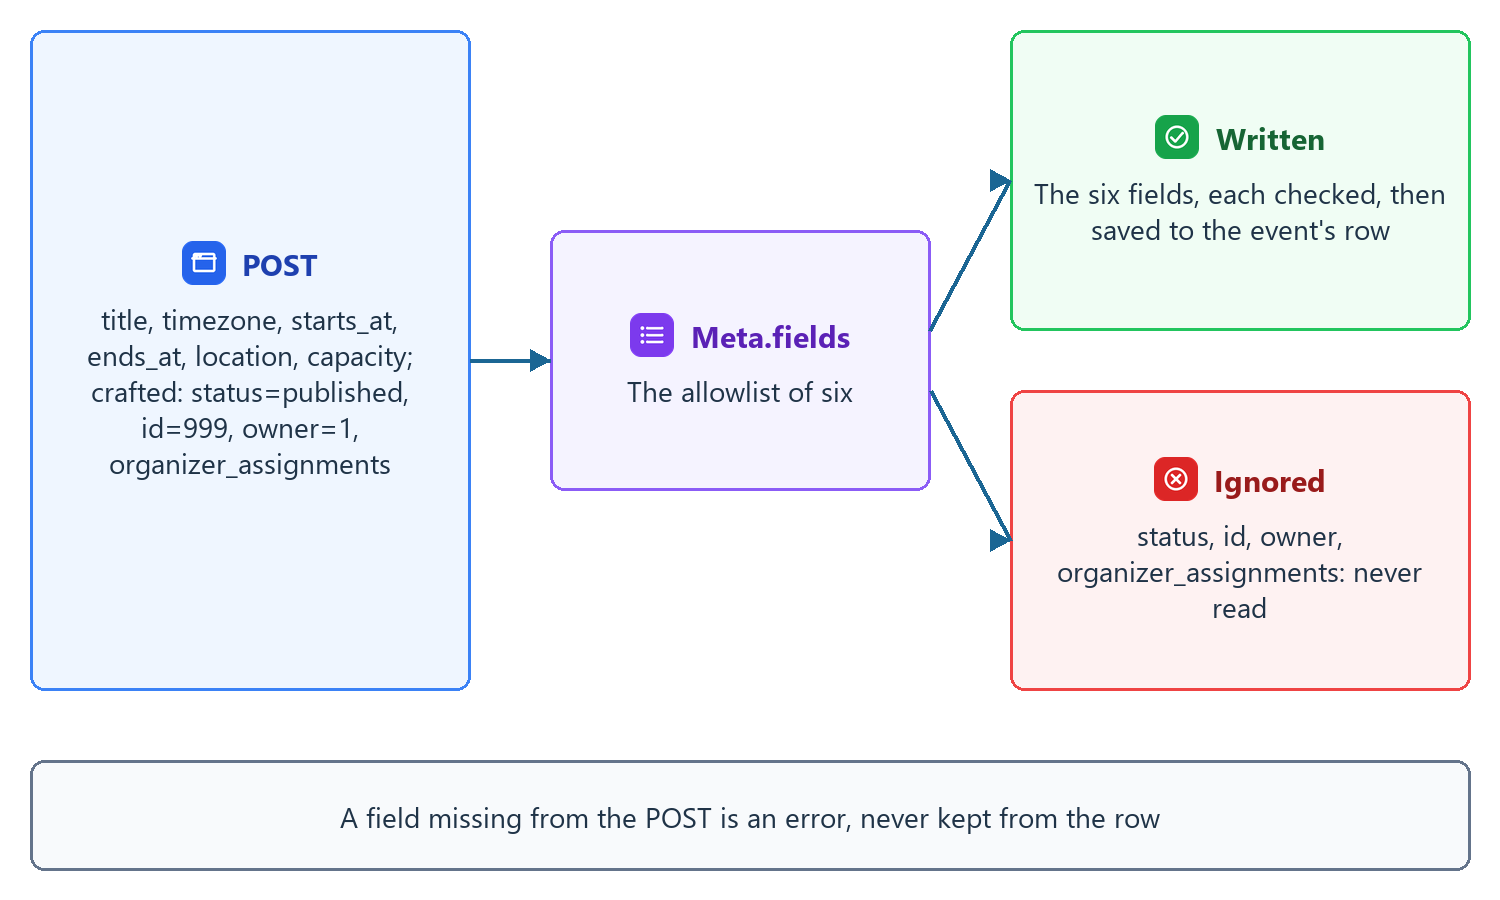 POST
title, timezone, starts_at,
ends_at, location, capacity;
crafted: status=published,
id=999, owner=1,
organizer_assignments
Meta.fields
The allowlist of six
Written
The six fields, each checked, then
saved to the event's row
Ignored
status, id, owner,
organizer_assignments: never
read
A field missing from the POST is an error, never kept from the row